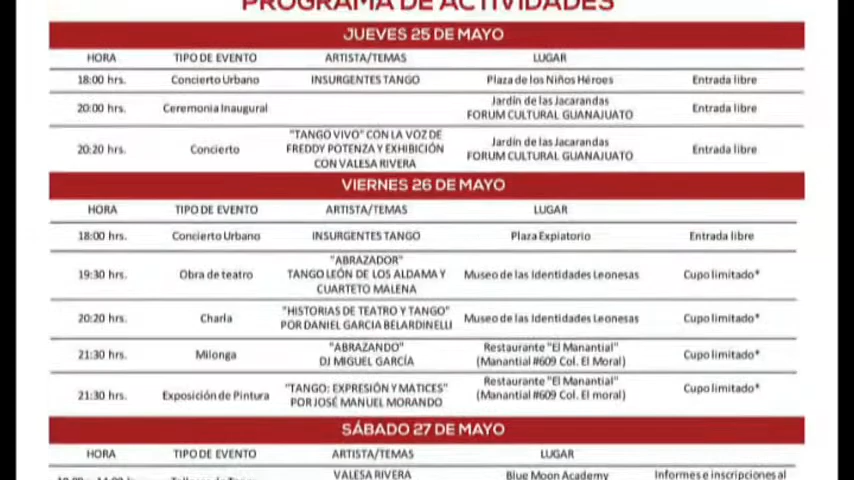 PROGRAMA DE ACTIVIDADES
JUEVES 25 DE MAYO
HORA TIPO DE EVENTO ARTISTA/TEMAS LUGAR
18:00 hrs. Concierto Urbano INSURGENTES TANGO Plaza de los Niños Héroes Entrada libre
20:00 hrs. Ceremonia Inaugural Jardín de las Jacarandas FORUM CULTURAL GUANAJUATO Entrada libre
20:20 hrs. Concierto "TANGO VIVO" CON LA VOZ DE FREDDY POTENZA Y EXHIBICIÓN CON VALESA RIVERA Jardín de las Jacarandas FORUM CULTURAL GUANAJUATO Entrada libre
VIERNES 26 DE MAYO
HORA TIPO DE EVENTO ARTISTA/TEMAS LUGAR
18:00 hrs. Concierto Urbano INSURGENTES TANGO Plaza Expiatorio Entrada libre
19:30 hrs. Obra de teatro "ABRAZADOR" TANGO LEÓN DE LOS ALDAMA Y CUARTETO MALENA Museo de las Identidades Leonesas Cupo limitado*
20:20 hrs. Charla "HISTORIAS DE TEATRO Y TANGO" POR DANIEL GARCIA BELARDINELLI Museo de las Identidades Leonesas Cupo limitado*
21:30 hrs. Milonga "ABRAZANDO" DJ MIGUEL GARCÍA Restaurante "El Manantial" (Manantial #609 Col. El Moral) Cupo limitado*
21:30 hrs. Exposición de Pintura "TANGO: EXPRESIÓN Y MATICES" POR JOSÉ MANUEL MORANDO Restaurante "El Manantial" (Manantial #609 Col. El moral) Cupo limitado*
SÁBADO 27 DE MAYO
HORA TIPO DE EVENTO ARTISTA/TEMAS LUGAR
VALESA RIVERA Blue Moon Academy Informes e inscripciones al